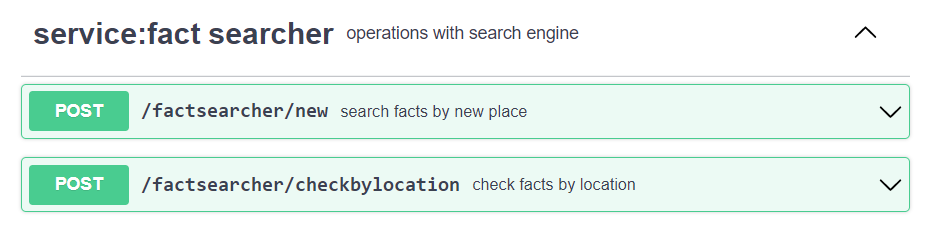 service:fact searcher operations with search engine
POST /factsearcher/new search facts by new place
POST /factsearcher/checkbylocation check facts by location